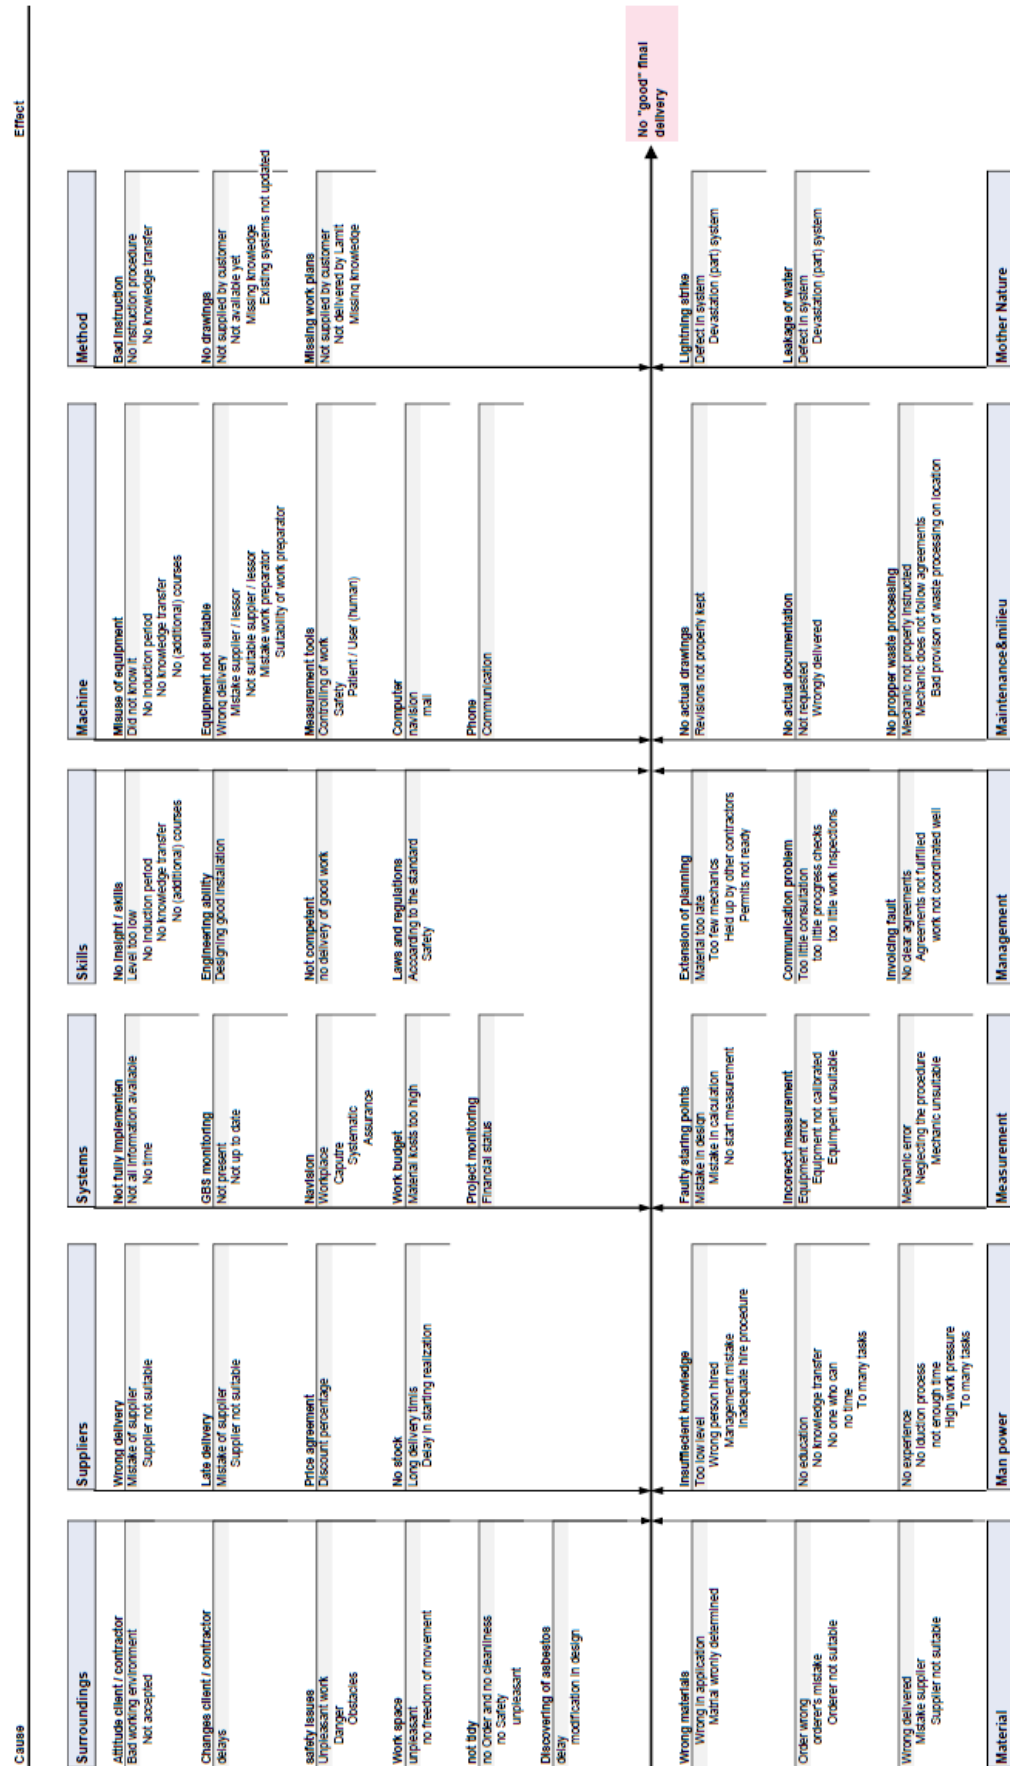 Cause
Effect
Surroundings
Attitude client / contractor
Bad working environment
Not accepted
Changes client / contractor
delays
safety issues
Unpleasant work
Danger
Obstacles
Work space
unpleasant
no freedom of movement
not tidy
no Order and no cleanliness
no Safety
unpleasant
Discovering of asbestos
delay
modification in design
Suppliers
Wrong delivery
Mistake of supplier
Supplier not suitable
Late delivery
Mistake of supplier
Supplier not suitable
Price agreement
Discount percentage
No stock
Long delivery tims
Delay in starting realization
Systems
Not fully implementen
Not all information available
No time
GBS monitoring
Not present
Not up to date
Navision
Workplace
Caputre
Systematic
Assurance
Work budget
Material kosts too high
Project monitoring
Financial status
Skills
No insight / skills
Level too low
No induction period
No knowledge transfer
No (additional) courses
Engineering ability
Designing good installation
Not competent
no delivery of good work
Laws and regulations
According to the standard
Safety
Machine
Misuse of equipment
Did not know it
No induction period
No knowledge transfer
No (additional) courses
Equipment not suitable
Wrong delivery
Mistake supplier / lessor
Not suitable supplier / lessor
Mistake work preparator
Suitability of work preparator
Measurement tools
Controlling of work
Safety
Patient / User (human)
Computer
navision
mail
Phone
Communication
Method
Bad instruction
No instruction procedure
No knowledge transfer
No drawings
Not supplied by customer
Not available yet
Missing knowledge
Existing systems not updated
Missing work plans
Not supplied by customer
Not delivered by Lamit
Missing knowledge
No "good" final
delivery
Wrong materials
Wrong in application
Matrial wronly determined
Order wrong
orderer's mistake
Orderer not suitable
Wrong delivered
Mistake supplier
Supplier not suitable
Material
Insuffiecient knowledge
Too low level
Wrong person hired
Management mistake
Inadequate hire procedure
No education
No knowledge transfer
No one who can
no time
To many tasks
No experience
No iduction process
not enough time
High work pressure
To many tasks
Man power
Faulty staring points
Mistake in design
Mistake in calculation
No start measurement
Incorecct measurement
Equipment error
Equipment not calibrated
Equimpent unsuitable
Mechanic error
Neglecting the procedure
Mechanic unsuitable
Measurement
Extension of planning
Material too late
Too few mechanics
Held up by other contractors
Permits not ready
Communication problem
Too little consultation
too little progress checks
too little work inspections
Invoicing fault
No clear agreements
Agreements not fulfilled
work not coordinated well
Management
No actual drawings
Revisions not properly kept
No actual documentation
Not requested
Wrongly delivered
No propper waste processing
Mechanic not properly instructed
Mechanic does not follow agreements
Bad provison of waste processing on location
Maintenance&milieu
Lightning strike
Defect in system
Devastation (part) system
Leakage of water
Defect in system
Devastation (part) system
Mother Nature